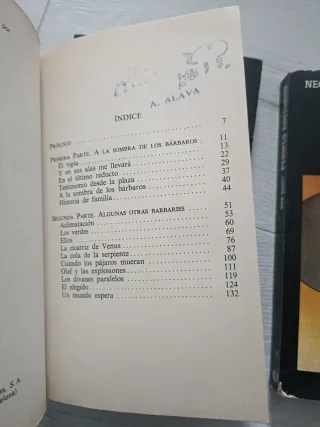 A. ALAVA
ÍNDICE
PRÓLOGO 7
PRIMERA PARTE. A LA SOMBRA DE LOS BÁRBAROS 11
El vigía 13
Y en sus alas me llevará 22
En el último reducto 29
Testimonio desde la plaza 37
A la sombra de los bárbaros 40
Historia de familia 44
SEGUNDA PARTE. ALGUNAS OTRAS BARBARIES 51
Aclimatación 53
Los verdes 60
Ellos 69
La cicatriz de Venus 76
La cola de la serpiente 87
Cuando los pájaros mueran 100
Olaf y las explosiones 111
Los divanes paralelos 119
El elegido 124
Un mundo espera 132
S. A.